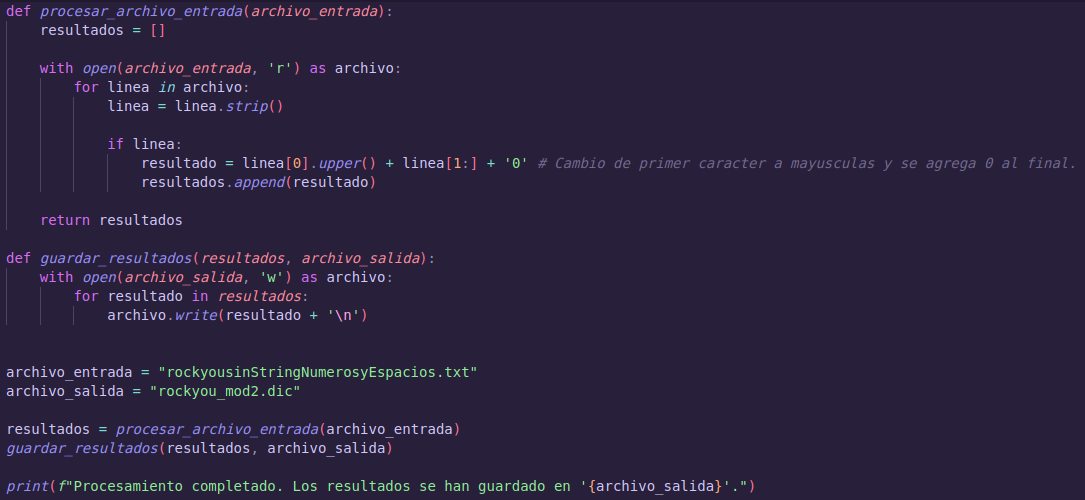 def procesar_archivo_entrada(archivo_entrada):
    resultados = []

    with open(archivo_entrada, 'r') as archivo:
        for linea in archivo:
            linea = linea.strip()

            if linea:
                resultado = linea[0].upper() + linea[1:] + '0' # Cambio de primer caracter a mayusculas y se agrega 0 al final.
                resultados.append(resultado)

    return resultados

def guardar_resultados(resultados, archivo_salida):
    with open(archivo_salida, 'w') as archivo:
        for resultado in resultados:
            archivo.write(resultado + '\n')


archivo_entrada = "rockyousinStringNumerosyEspacios.txt"
archivo_salida = "rockyou_mod2.dic"

resultados = procesar_archivo_entrada(archivo_entrada)
guardar_resultados(resultados, archivo_salida)

print(f"Procesamiento completado. Los resultados se han guardado en '{archivo_salida}'.")